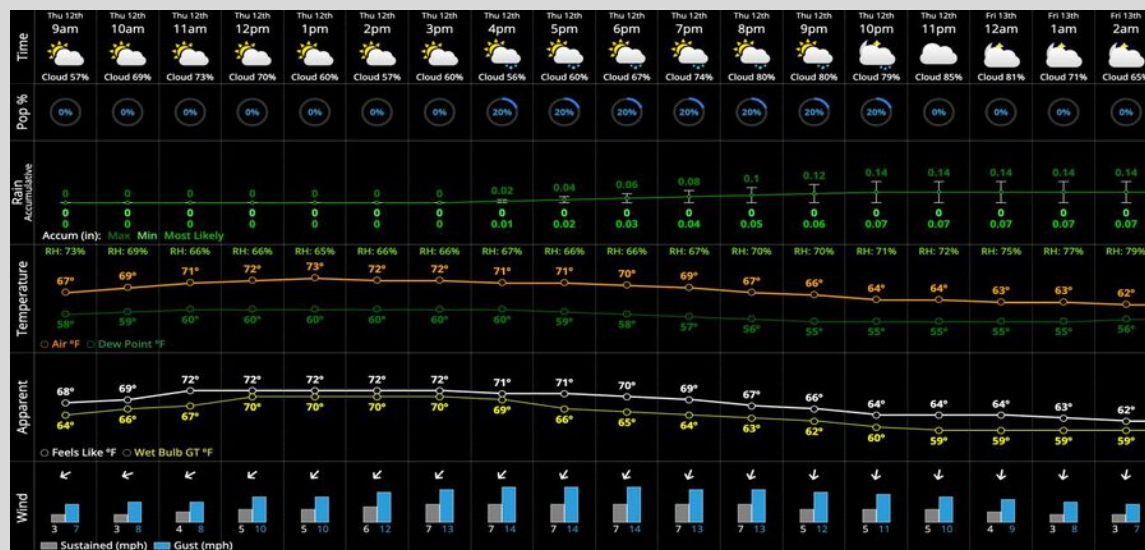 Time
Thu 12th Thu 12th Thu 12th Thu 12th Thu 12th Thu 12th Thu 12th Thu 12th Thu 12th Thu 12th Thu 12th Thu 12th Thu 12th Thu 12th Thu 12th Fri 13th Fri 13th Fri 13th
9am 10am 11am 12pm 1pm 2pm 3pm 4pm 5pm 6pm 7pm 8pm 9pm 10pm 11pm 12am 1am 2am
Cloud 57% Cloud 69% Cloud 73% Cloud 70% Cloud 60% Cloud 57% Cloud 60% Cloud 56% Cloud 60% Cloud 67% Cloud 74% Cloud 80% Cloud 80% Cloud 79% Cloud 85% Cloud 81% Cloud 71% Cloud 65%
Pop %
0% 0% 0% 0% 0% 0% 0% 20% 20% 20% 20% 20% 20% 20% 0% 0% 0% 0%
Rain
Accumulative
0 0 0 0 0 0 0 0.02 0.04 0.06 0.08 0.1 0.12 0.14 0.14 0.14 0.14 0.14
0 0 0 0 0 0 0 0 0 0 0 0 0 0 0 0 0 0
0 0 0 0 0 0 0 0.01 0.02 0.03 0.04 0.05 0.06 0.07 0.07 0.07 0.07 0.07
Accum (in): Max Min Most Likely
Temperature
RH: 73% RH: 69% RH: 66% RH: 66% RH: 65% RH: 66% RH: 66% RH: 67% RH: 66% RH: 66% RH: 67% RH: 70% RH: 70% RH: 71% RH: 72% RH: 75% RH: 77% RH: 79%
67° 69° 71° 72° 73° 72° 72° 71° 71° 70° 69° 67° 66° 64° 64° 63° 63° 62°
58° 59° 60° 60° 60° 60° 60° 60° 59° 58° 57° 56° 55° 55° 55° 55° 55° 56°
Air °F Dew Point °F
Apparent
68° 69° 72° 72° 72° 72° 72° 71° 71° 70° 69° 67° 66° 64° 64° 64° 63° 62°
64° 66° 67° 70° 70° 70° 70° 69° 66° 65° 64° 63° 62° 60° 59° 59° 59° 59°
Feels Like °F Wet Bulb GT °F
Wind
3 7 3 8 4 8 5 10 5 10 6 12 7 13 7 14 7 14 7 14 7 13 7 13 5 12 5 11 5 10 4 9 3 8 3 7
Sustained (mph) Gust (mph)